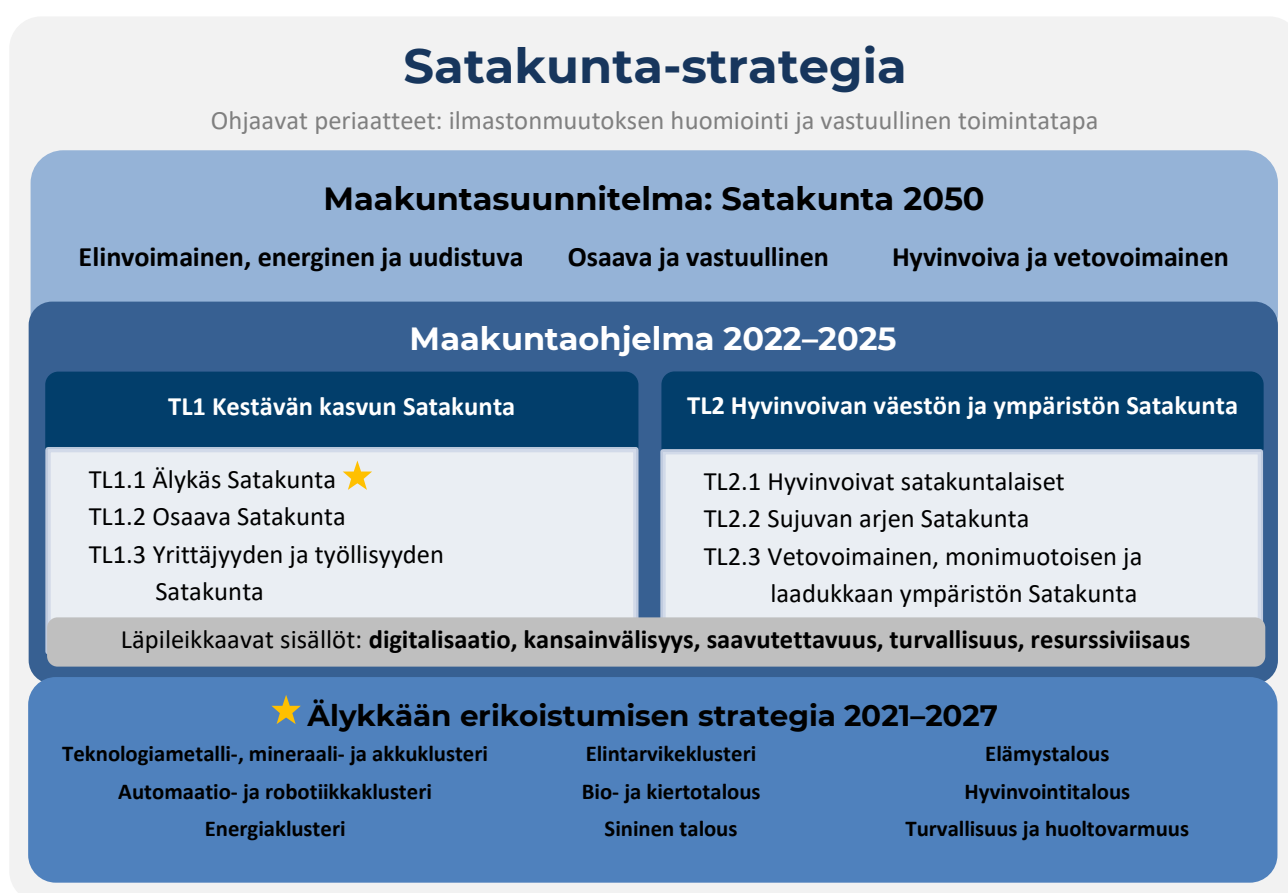 Satakunta-strategia
Ohjaavat periaatteet: ilmastonmuutoksen huomiointi ja vastuullinen toimintatapa
Maakuntasuunnitelma: Satakunta 2050
Elinvoimainen, energinen ja uudistuva
Osaava ja vastuullinen
Hyvinvoiva ja vetovoimainen
Maakuntaohjelma 2022–2025
TL1 Kestävän kasvun Satakunta
TL1.1 Älykäs Satakunta
TL1.2 Osaava Satakunta
TL1.3 Yrittäjyyden ja työllisyyden
Satakunta
TL2 Hyvinvoivan väestön ja ympäristön Satakunta
TL2.1 Hyvinvoivat satakuntalaiset
TL2.2 Sujuvan arjen Satakunta
TL2.3 Vetovoimainen, monimuotoisen ja
laadukkaan ympäristön Satakunta
Läpileikkaavat sisällöt: digitalisaatio, kansainvälisyys, saavutettavuus, turvallisuus, resurssiviisaus
Älykkään erikoistumisen strategia 2021–2027
Teknologiametalli-, mineraali- ja akkuklusteri
Automaatio- ja robotiikkaklusteri
Energiaklusteri
Elintarvikeklusteri
Bio- ja kiertotalous
Sininen talous
Elämystalous
Hyvinvointitalous
Turvallisuus ja huoltovarmuus